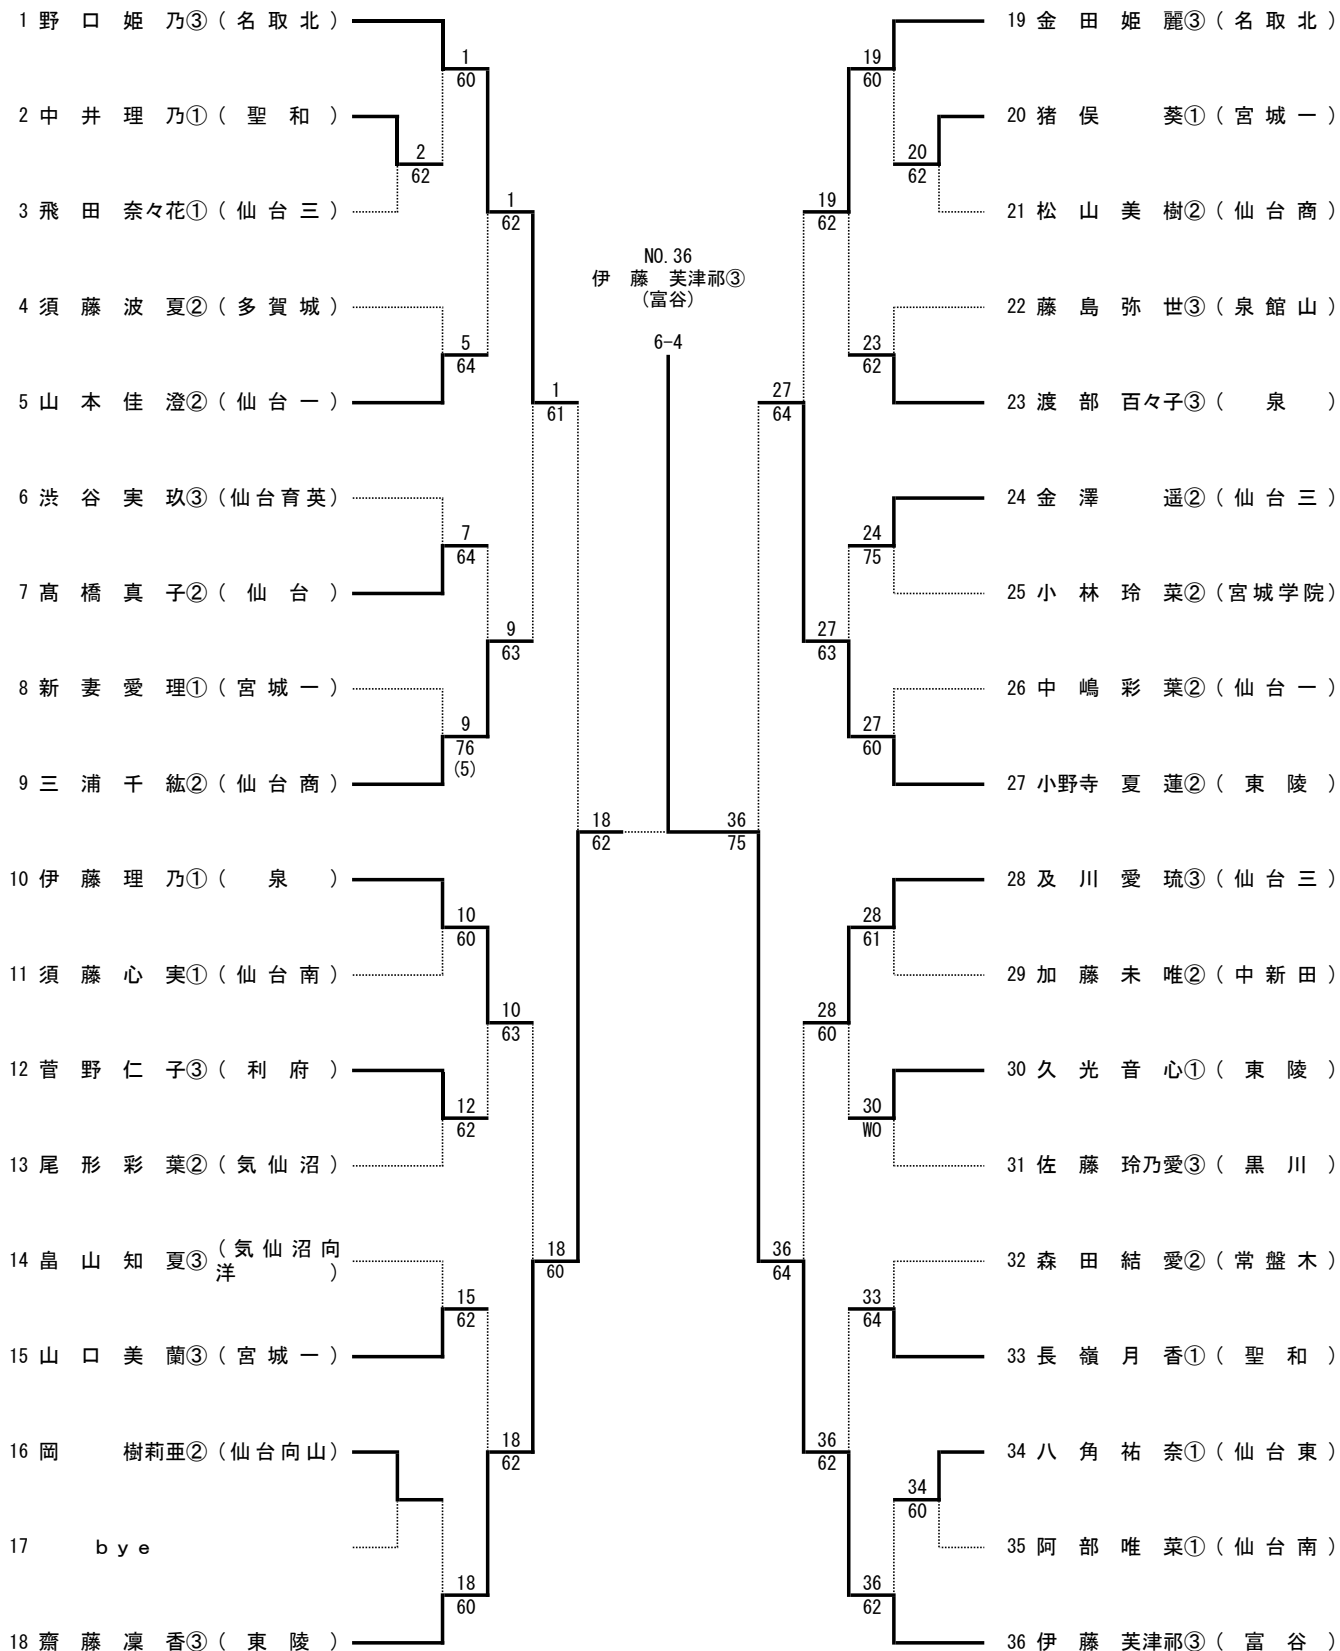 1 野口姫乃③(名取北)
2 中井理乃①(聖和)
3 飛田奈々花①(仙台三)
4 須藤波夏②(多賀城)
5 山本佳澄②(仙台一)
6 渋谷実玖③(仙台育英)
7 髙橋真子②(仙台)
8 新妻愛理①(宮城一)
9 三浦千紘②(仙台商)
10 伊藤理乃①(泉)
11 須藤心実①(仙台南)
12 菅野仁子③(利府)
13 尾形彩葉②(気仙沼)
14 畠山知夏③(気仙沼向
洋)
15 山口美蘭③(宮城一)
16 岡樹莉亜②(仙台向山)
17 bye
18 齋藤凜香③(東陵)
1
60
2
62
5
64
7
64
9
76
(5)
10
60
12
62
15
62
18
60
1
62
9
63
10
63
18
62
1
61
18
60
18
62
NO.36
伊藤芙津祁③
(富谷)
6-4
36
75
27
64
36
64
19
62
27
63
28
60
36
62
19
60
20
62
23
62
24
75
27
60
28
61
30
WO
33
64
34
60
36
62
19 金田姫麗③(名取北)
20 猪俣葵①(宮城一)
21 松山美樹②(仙台商)
22 藤島弥世③(泉館山)
23 渡部百々子③(泉)
24 金澤遥②(仙台三)
25 小林玲菜②(宮城学院)
26 中嶋彩葉②(仙台一)
27 小野寺夏蓮②(東陵)
28 及川愛琉③(仙台三)
29 加藤未唯②(中新田)
30 久光音心①(東陵)
31 佐藤玲乃愛③(黒川)
32 森田結愛②(常盤木)
33 長嶺月香①(聖和)
34 八角祐奈①(仙台東)
35 阿部唯菜①(仙台南)
36 伊藤芙津祁③(富谷)